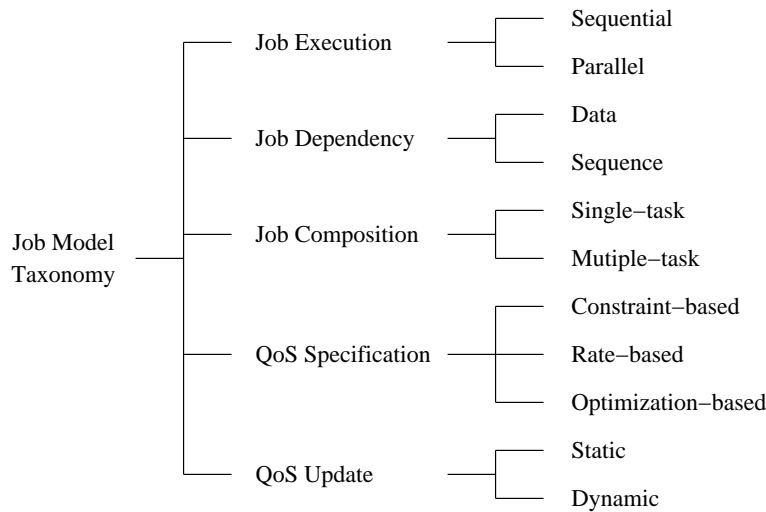 Job Model
Taxonomy
Job Execution
Sequential
Parallel
Job Dependency
Data
Sequence
Job Composition
Single−task
Mutiple−task
QoS Specification
Constraint−based
Rate−based
Optimization−based
QoS Update
Static
Dynamic